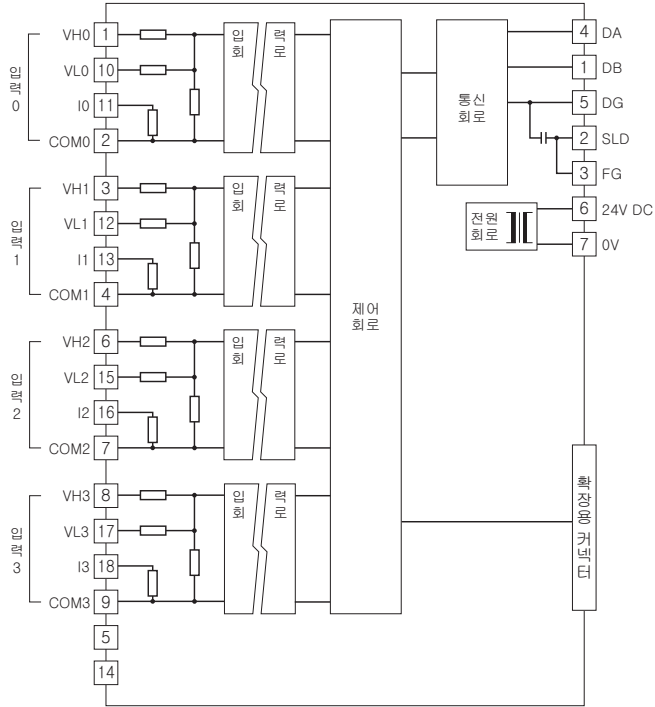 입력 0
VH0 1
VL0 10
I0 11
COM0 2
입 력
회 로
입력 1
VH1 3
VL1 12
I1 13
COM1 4
입 력
회 로
입력 2
VH2 6
VL2 15
I2 16
COM2 7
입 력
회 로
입력 3
VH3 8
VL3 17
I3 18
COM3 9
입 력
회 로
5
14
제어
회로
통신
회로
4 DA
1 DB
5 DG
2 SLD
3 FG
전원
회로
6 24V DC
7 0V
확장용 커넥터